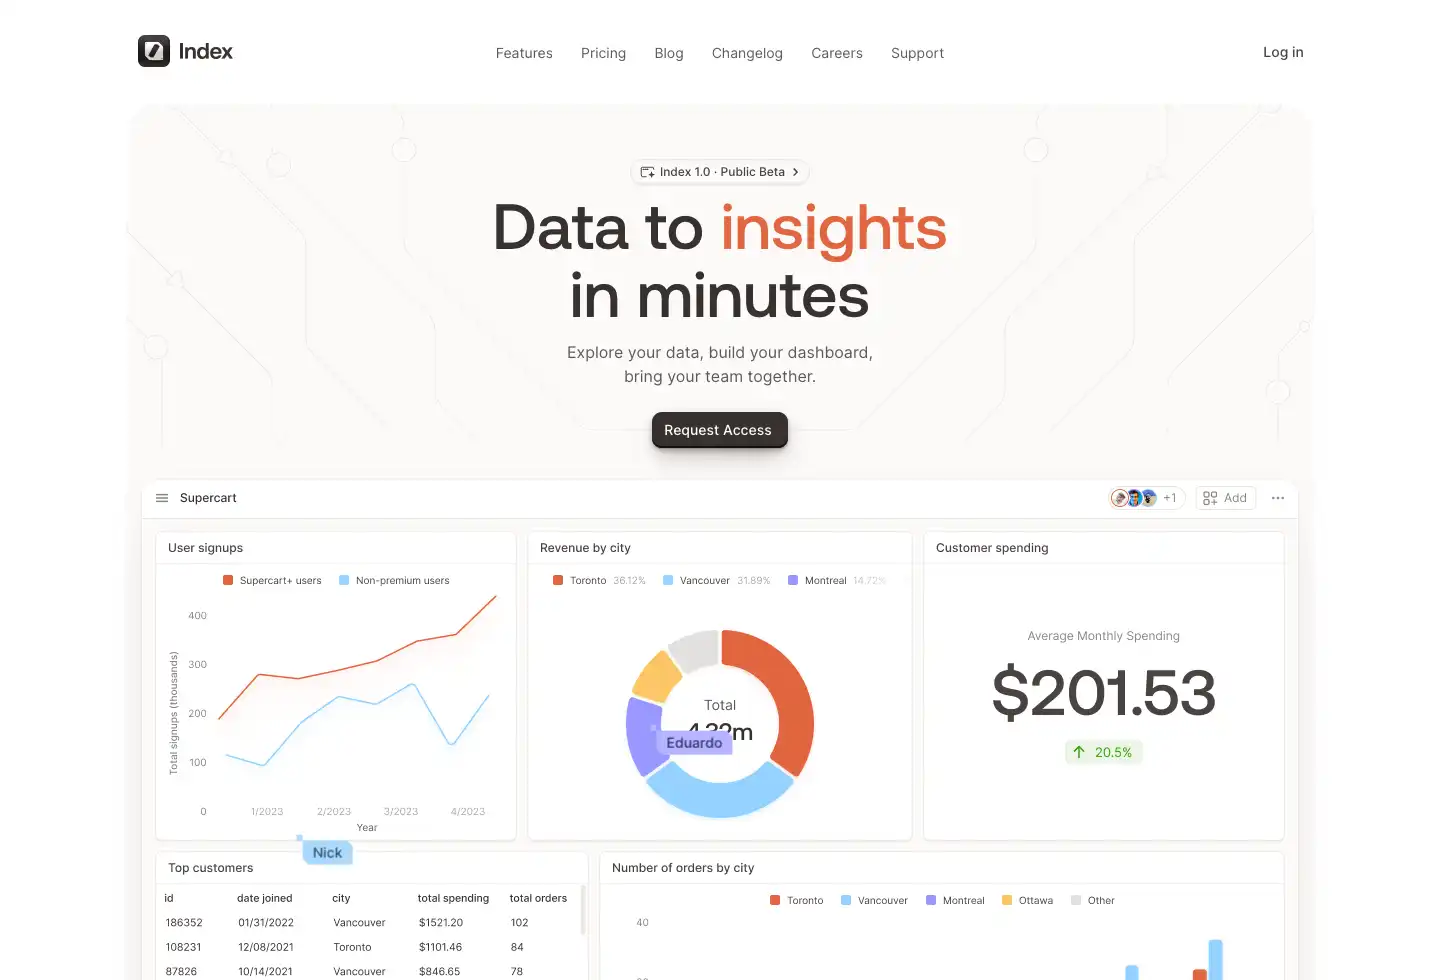 Index
Features Pricing Blog Changelog Careers Support
Log in
Index 1.0 · Public Beta
Data to insights
in minutes
Explore your data, build your dashboard,
bring your team together.
Request Access
Supercart
+1
Add
User signups
Supercart+ users Non-premium users
Total signups (thousands)
400
300
200
100
0
1/2023 2/2023 3/2023 4/2023
Year
Nick
Revenue by city
Toronto 36.12% Vancouver 31.89% Montreal 14.72%
Total
Eduardo
Customer spending
Average Monthly Spending
$201.53
20.5%
Top customers
id date joined city total spending total orders
186352 01/31/2022 Vancouver $1521.20 102
108231 12/08/2021 Toronto $1101.46 84
87826 10/14/2021 Vancouver $846.65 78
Number of orders by city
Toronto Vancouver Montreal Ottawa Other
40